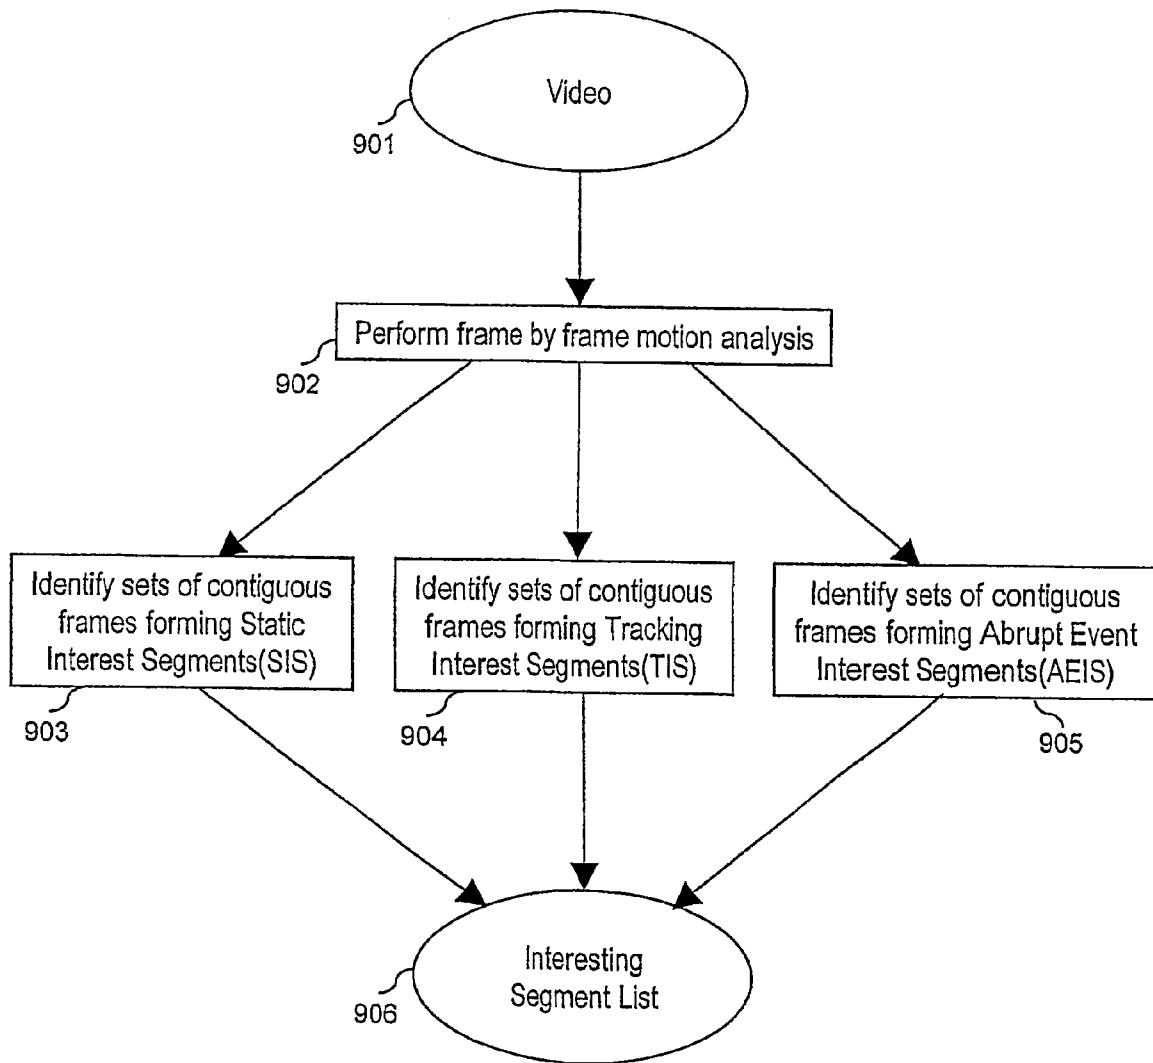 Video
901
Perform frame by frame motion analysis
902
Identify sets of contiguous
frames forming Static
Interest Segments(SIS)
903
Identify sets of contiguous
frames forming Tracking
Interest Segments(TIS)
904
Identify sets of contiguous
frames forming Abrupt Event
Interest Segments(AEIS)
905
Interesting
Segment List
906